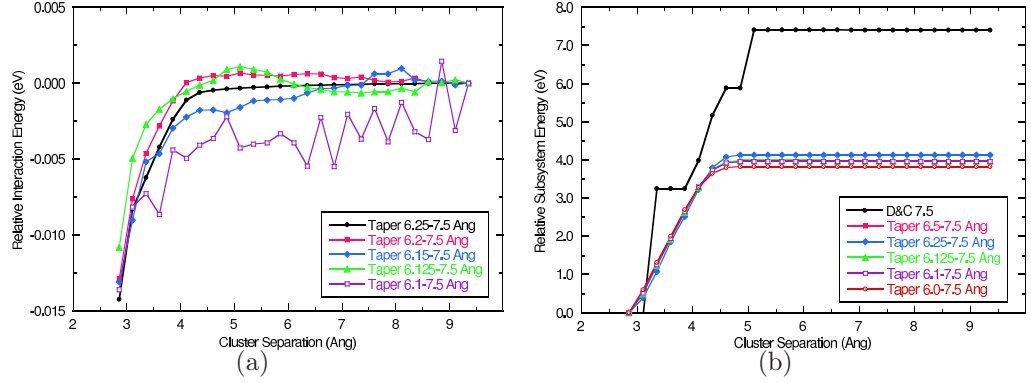 0.005
0.000
-0.005
-0.010
-0.015
Relative Interaction Energy (eV)
Taper 6.25-7.5 Ang
Taper 6.2-7.5 Ang
Taper 6.15-7.5 Ang
Taper 6.125-7.5 Ang
Taper 6.1-7.5 Ang
2 3 4 5 6 7 8 9
Cluster Separation (Ang)
(a)
8.0
7.0
6.0
5.0
4.0
3.0
2.0
1.0
0.0
Relative Subsystem Energy (eV)
D&C 7.5
Taper 6.5-7.5 Ang
Taper 6.25-7.5 Ang
Taper 6.125-7.5 Ang
Taper 6.1-7.5 Ang
Taper 6.0-7.5 Ang
2 3 4 5 6 7 8 9
Cluster Separation (Ang)
(b)